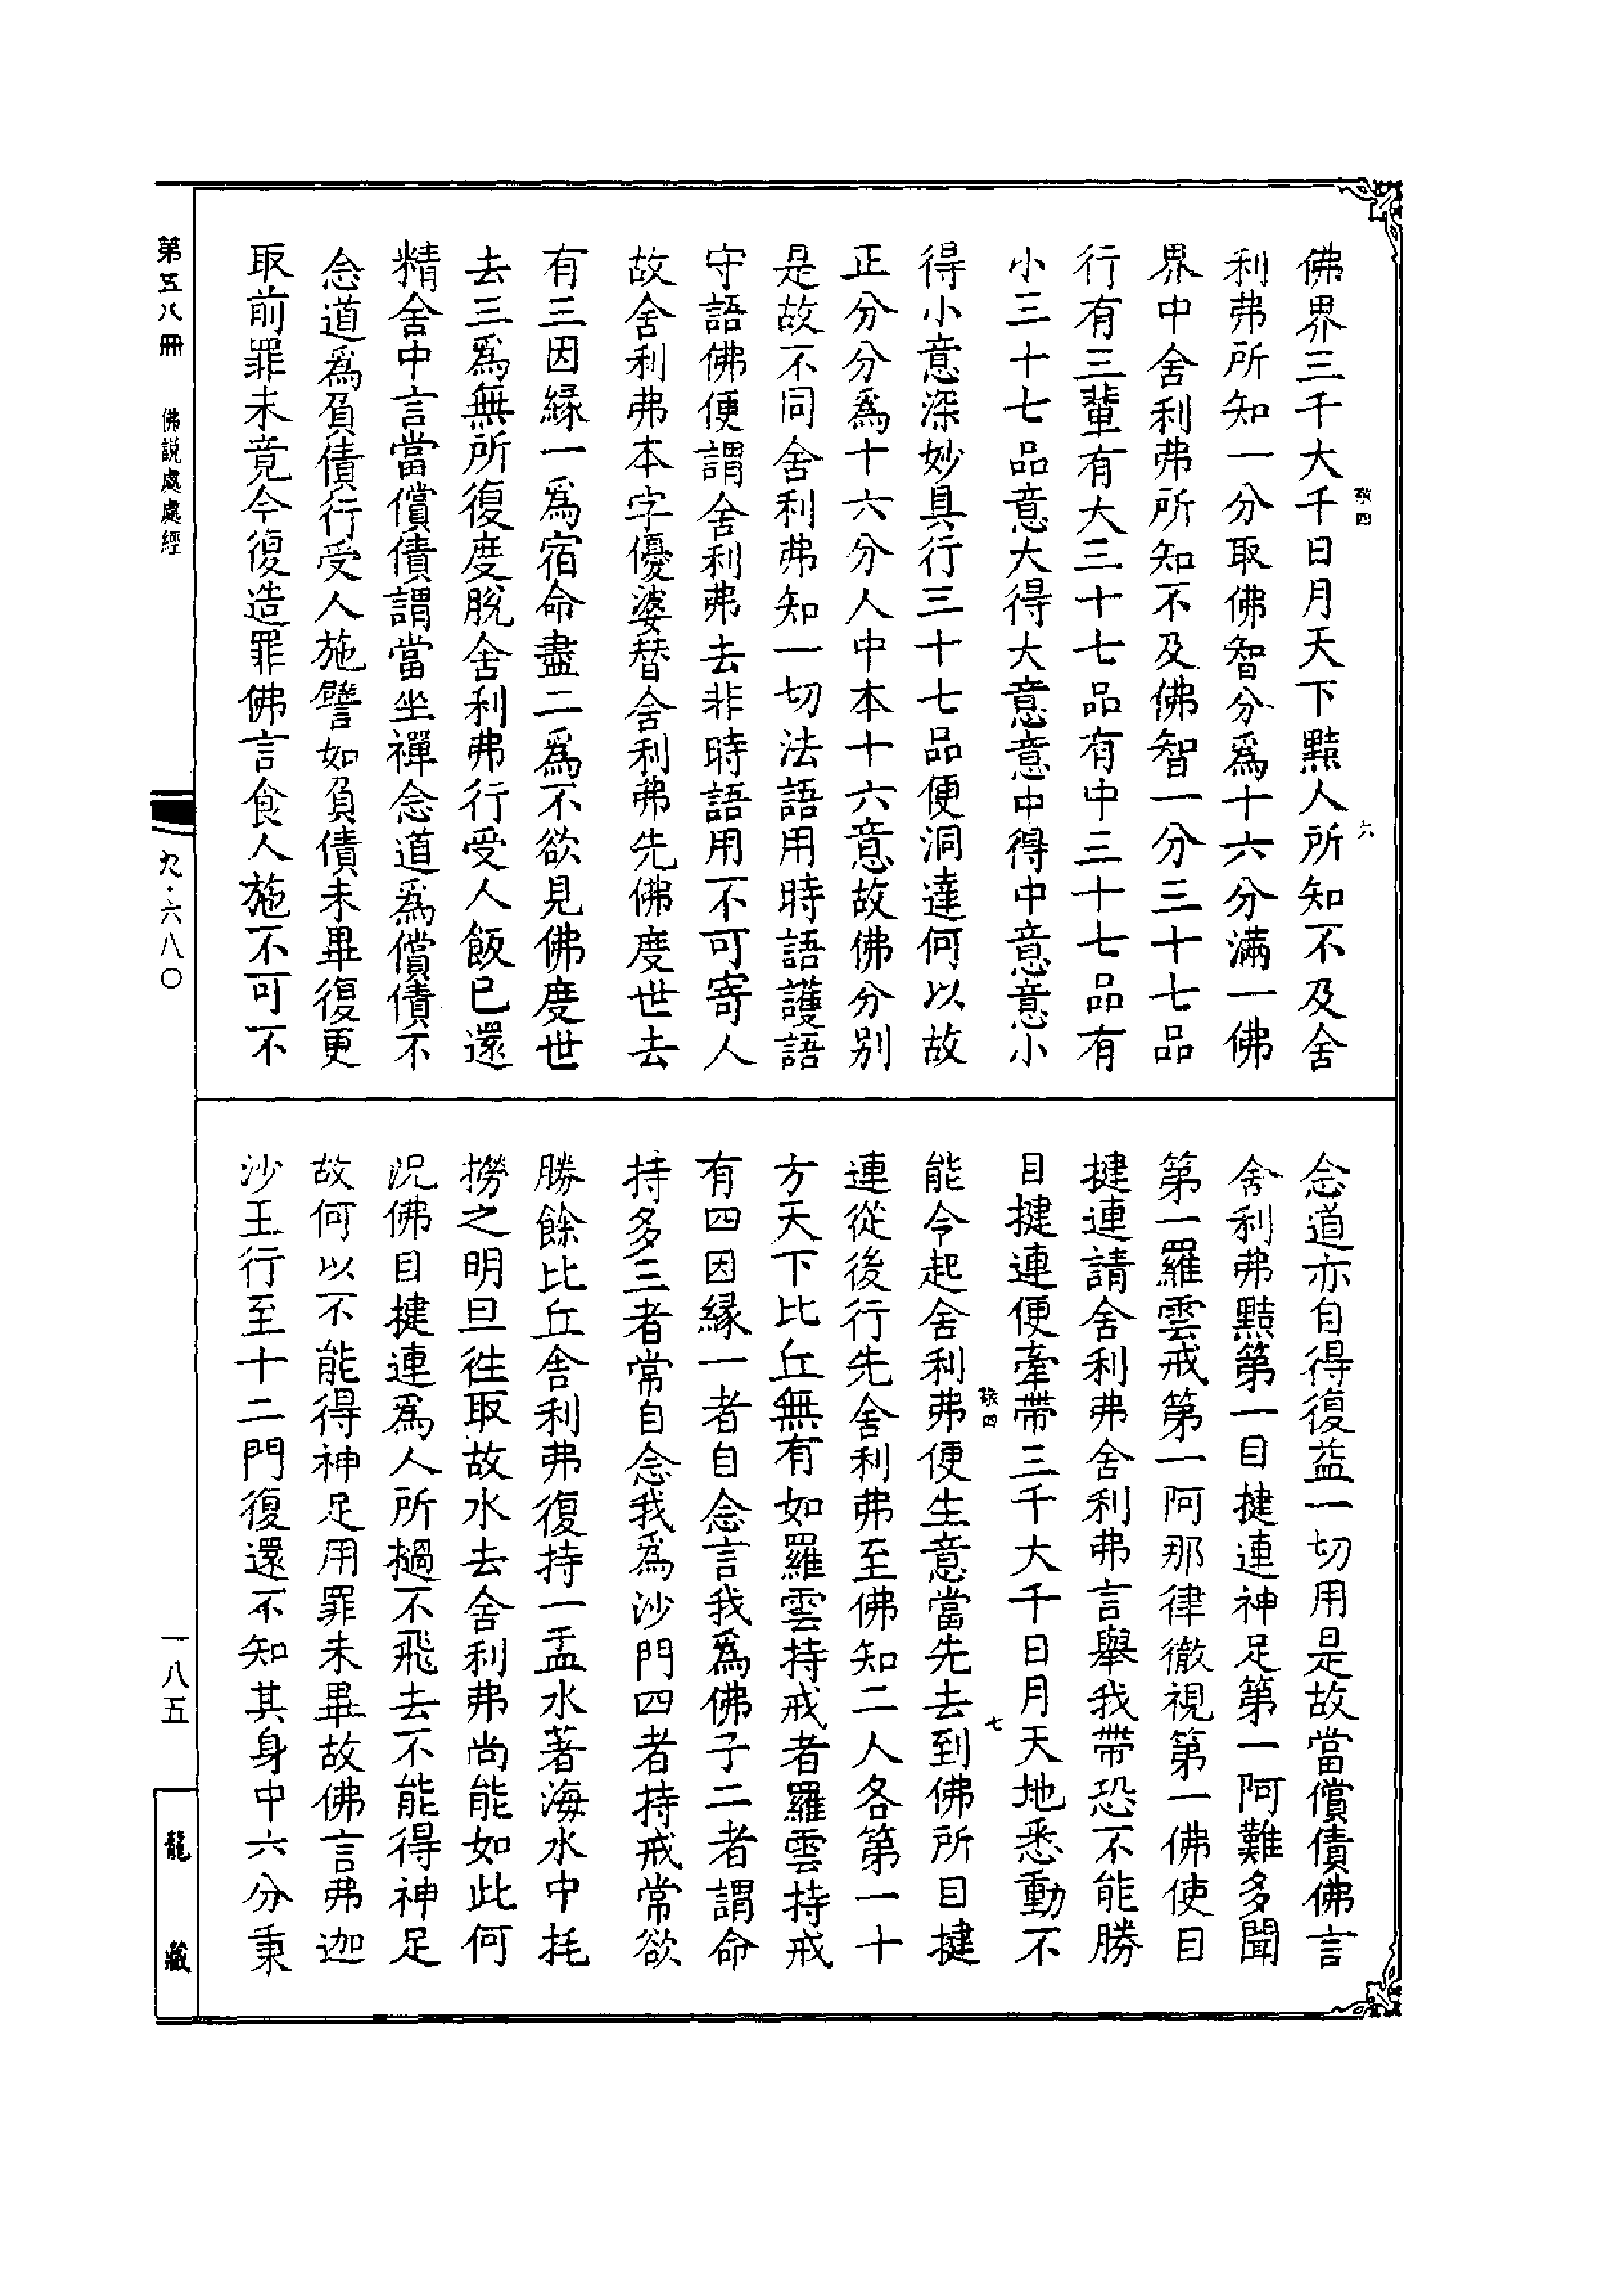 敬四
六
佛界三千大千日月天下黠人所知不及舍
利弗所知一分取佛智分爲十六分滿一佛
界中舍利弗所知不及佛智一分三十七品
行有三輩有大三十七品有中三十七品有
小三十七品意大得大意意中得中意意小
得小意深妙具行三十七品便洞達何以故
正分分爲十六分人中本十六意故佛分別
是故不同舍利弗知一切法語用時語護語
守語佛便謂舍利弗去非時語用不可寄人
故舍利弗本字優婆替舍利弗先佛度世去
有三因緣一爲宿命盡二爲不欲見佛度世
去三爲無所復度脫舍利弗行受人飯已還
精舍中言當償債謂當坐禪念道爲償債不
念道爲負債行受人施譬如負債未畢復更
取前罪未竟今復造罪佛言食人施不可不
念道亦自得復益一切用是故當償債佛言
舍利弗黠第一目揵連神足第一阿難多聞
第一羅雲戒第一阿那律徹視第一佛使目
揵連請舍利弗舍利弗言舉我帶恐不能勝
目揵連便牽帶三千大千日月天地悉動不
敬四
七
能令起舍利弗便生意當先去到佛所目揵
連從後行先舍利弗至佛知二人各第一十
方天下比丘無有如羅雲持戒者羅雲持戒
有四因緣一者自念言我爲佛子二者謂命
持多三者常自念我爲沙門四者持戒常欲
勝餘比丘舍利弗復持一盂水著海水中耗
撈之明旦往取故水去舍利弗尚能如此何
況佛目揵連爲人所撾不飛去不能得神足
故何以不能得神足用罪未畢故佛言弗迦
沙王行至十二門復還不知其身中六分秉
第五八冊
佛説處處經
九·六八〇
一八五
龍藏